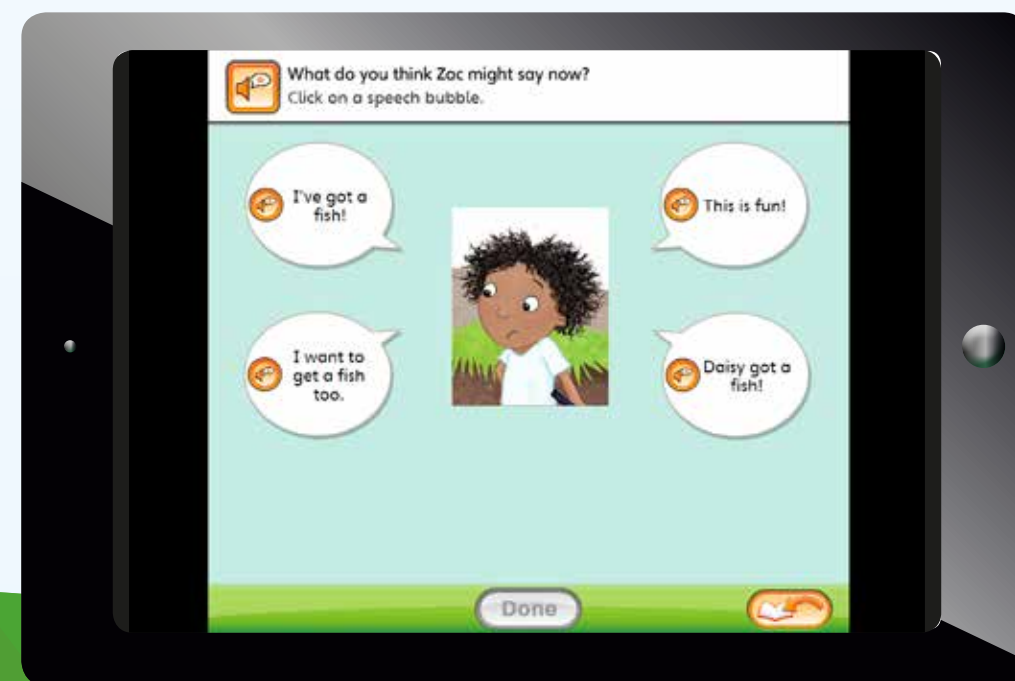 What do you think Zoc might say now?
Click on a speech bubble.
I've got a
fish!
This is fun!
I want to
get a fish
too.
Daisy got a
fish!
Done